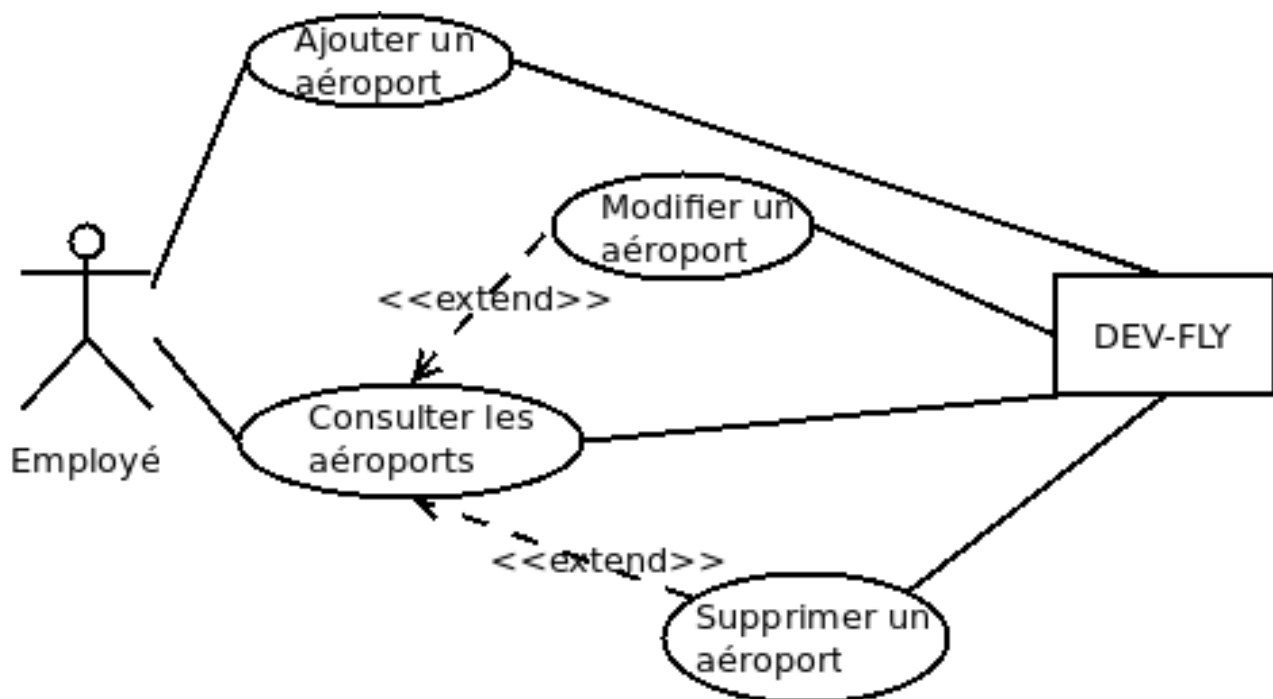 Ajouter un
aéroport
Modifier un
aéroport
<<extend>>
DEV-FLY
Consulter les
aéroports
Employé
<<extend>>
Supprimer un
aéroport